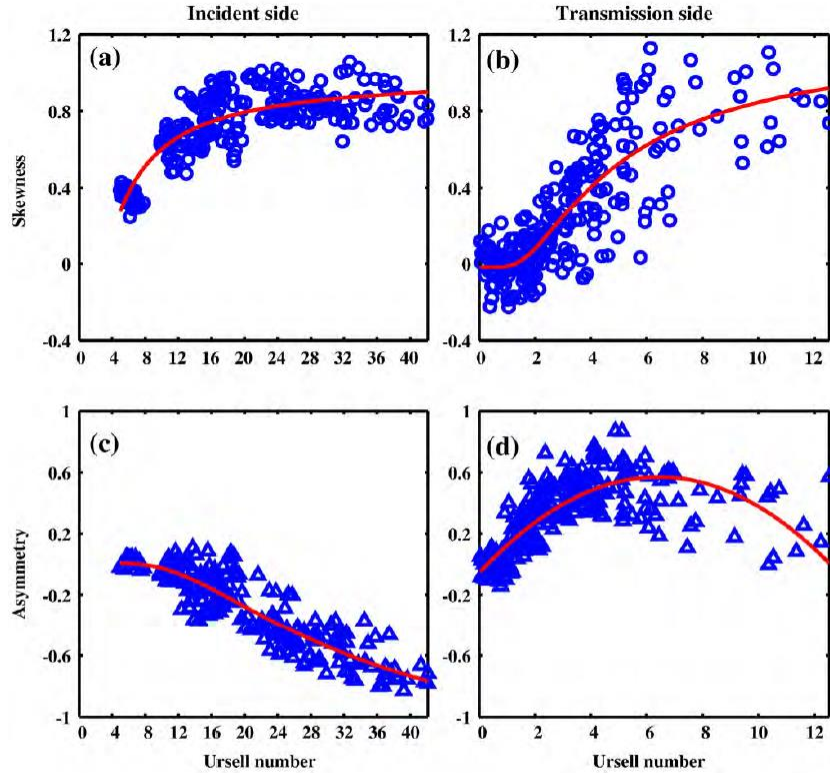 Incident side
Transmission side
(a)
(b)
Skewness
1.2
0.8
0.4
0
-0.4
0 4 8 12 16 20 24 28 32 36 40
1.2
0.8
0.4
0
-0.4
0 2 4 6 8 10 12
(c)
(d)
Asymmetry
1
0.6
0.2
-0.2
-0.6
-1
0 4 8 12 16 20 24 28 32 36 40
Ursell number
1
0.6
0.2
-0.2
-0.6
-1
0 2 4 6 8 10 12
Ursell number